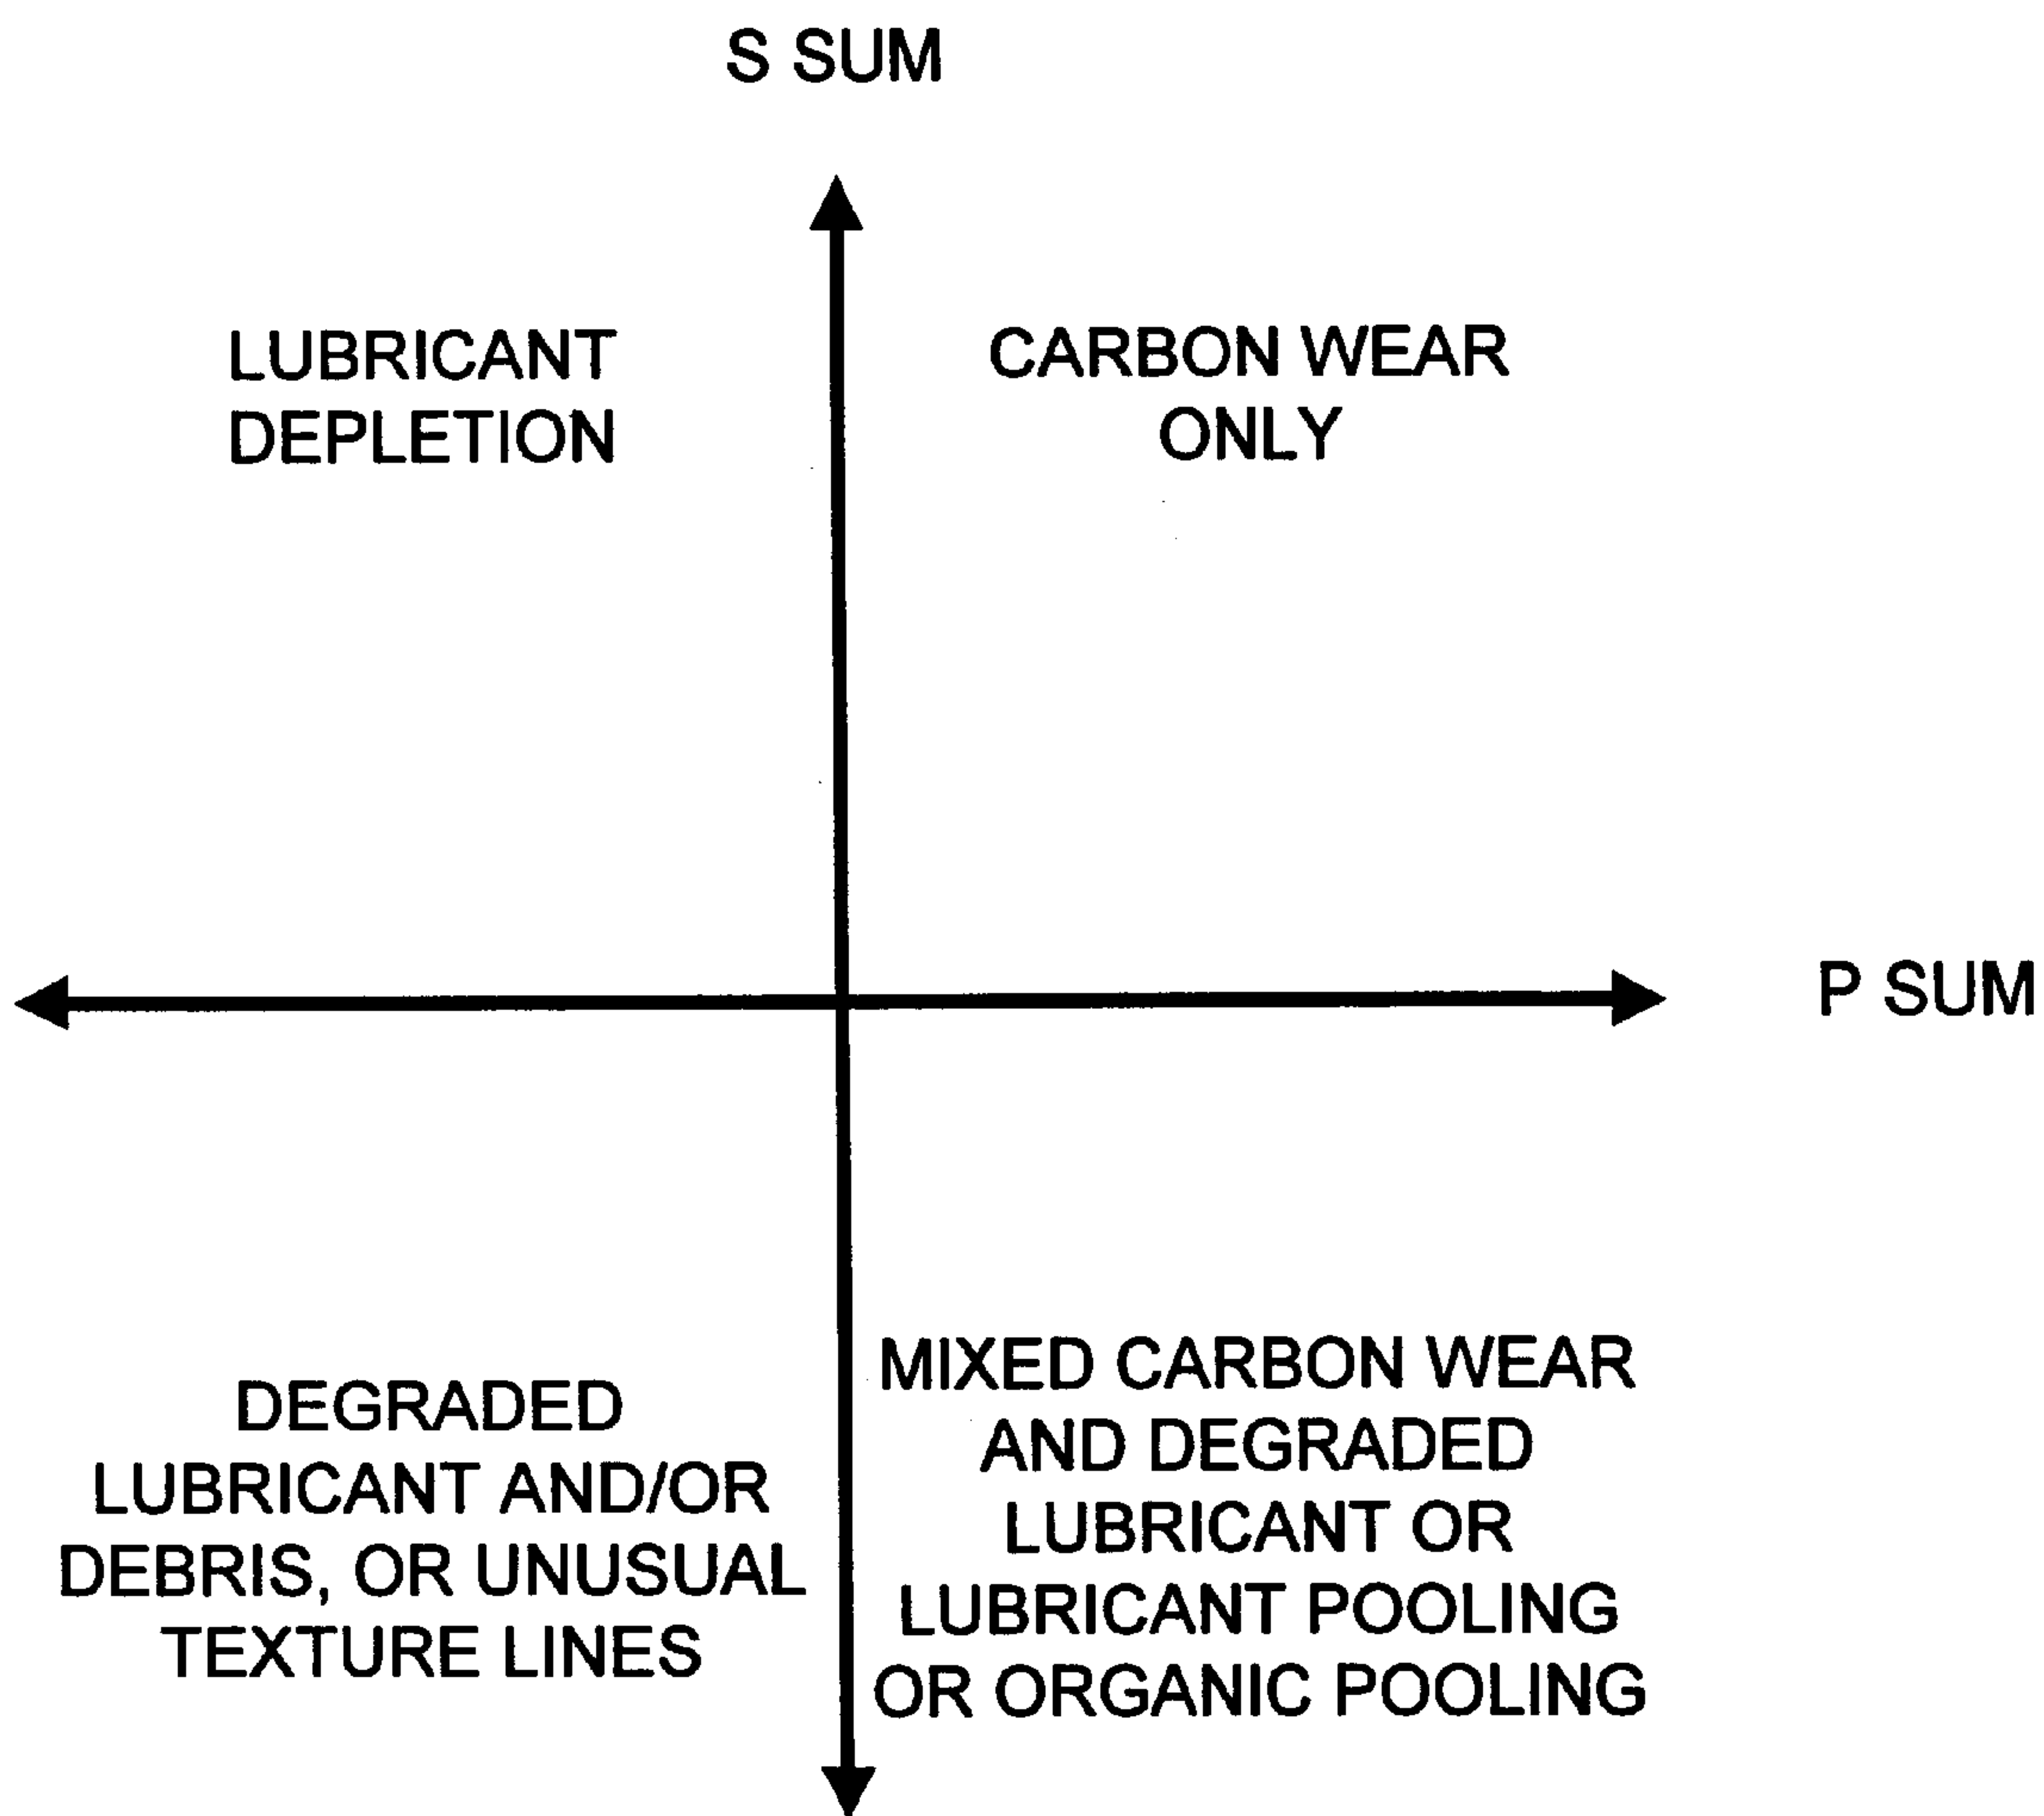 S SUM
LUBRICANT
DEPLETION
CARBON WEAR
ONLY
P SUM
DEGRADED
LUBRICANT AND/OR
DEBRIS, OR UNUSUAL
TEXTURE LINES
MIXED CARBON WEAR
AND DEGRADED
LUBRICANT OR
LUBRICANT POOLING
OR ORGANIC POOLING